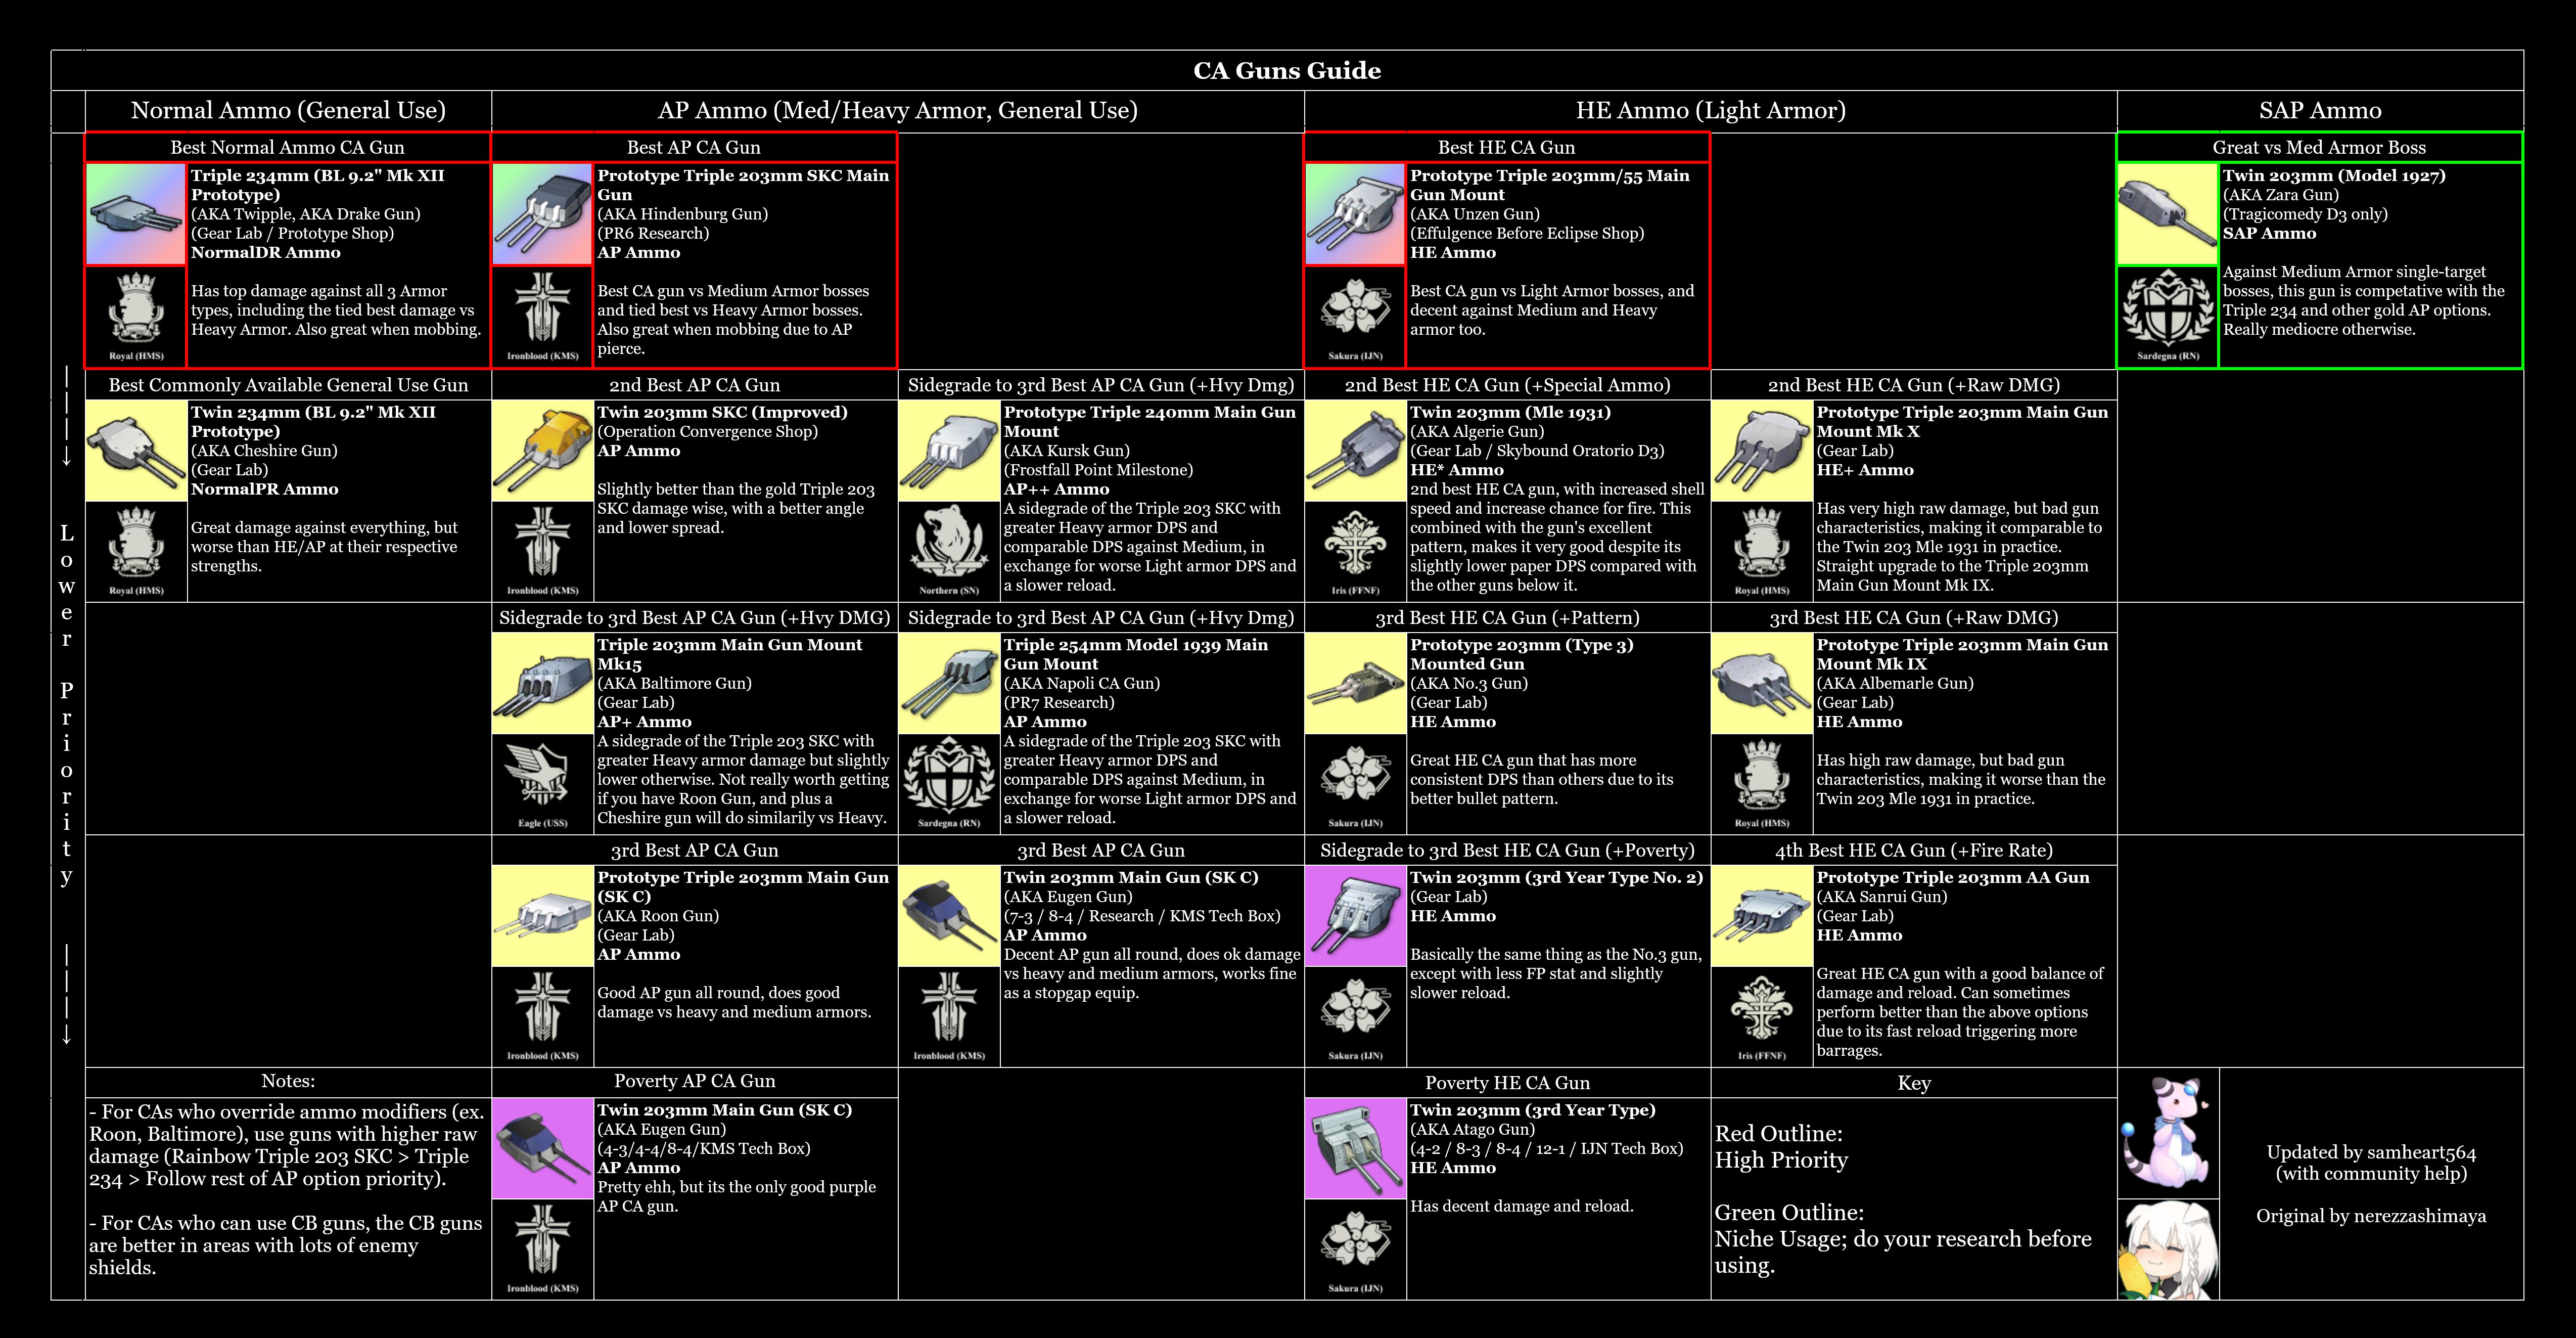 CA Guns Guide
Normal Ammo (General Use)
AP Ammo (Med/Heavy Armor, General Use)
HE Ammo (Light Armor)
SAP Ammo
Best Normal Ammo CA Gun
Triple 234mm (BL 9.2" Mk XII
Prototype)
(AKA Twipple, AKA Drake Gun)
(Gear Lab / Prototype Shop)
NormalDR Ammo
Has top damage against all 3 Armor
types, including the tied best damage vs
Heavy Armor. Also great when mobbing.
Royal (HMS)
Best AP CA Gun
Prototype Triple 203mm SKC Main
Gun
(AKA Hindenburg Gun)
(PR6 Research)
AP Ammo
Best CA gun vs Medium Armor bosses
and tied best vs Heavy Armor bosses.
Also great when mobbing due to AP
pierce.
Ironblood (KMS)
Best HE CA Gun
Prototype Triple 203mm/55 Main
Gun Mount
(AKA Unzen Gun)
(Effulgence Before Eclipse Shop)
HE Ammo
Best CA gun vs Light Armor bosses, and
decent against Medium and Heavy
armor too.
Sakura (IJN)
Great vs Med Armor Boss
Twin 203mm (Model 1927)
(AKA Zara Gun)
(Tragicomedy D3 only)
SAP Ammo
Against Medium Armor single-target
bosses, this gun is competative with the
Triple 234 and other gold AP options.
Really mediocre otherwise.
Sardegna (RN)
Lower Priority
Best Commonly Available General Use Gun
Twin 234mm (BL 9.2" Mk XII
Prototype)
(AKA Cheshire Gun)
(Gear Lab)
NormalPR Ammo
Great damage against everything, but
worse than HE/AP at their respective
strengths.
Royal (HMS)
2nd Best AP CA Gun
Twin 203mm SKC (Improved)
(Operation Convergence Shop)
AP Ammo
Slightly better than the gold Triple 203
SKC damage wise, with a better angle
and lower spread.
Ironblood (KMS)
Sidegrade to 3rd Best AP CA Gun (+Hvy Dmg)
Prototype Triple 240mm Main Gun
Mount
(AKA Kursk Gun)
(Frostfall Point Milestone)
AP++ Ammo
A sidegrade of the Triple 203 SKC with
greater Heavy armor DPS and
comparable DPS against Medium, in
exchange for worse Light armor DPS and
a slower reload.
Northern (SN)
2nd Best HE CA Gun (+Special Ammo)
Twin 203mm (Mle 1931)
(AKA Algerie Gun)
(Gear Lab / Skybound Oratorio D3)
HE* Ammo
2nd best HE CA gun, with increased shell
speed and increase chance for fire. This
combined with the gun's excellent
pattern, makes it very good despite its
slightly lower paper DPS compared with
the other guns below it.
Iris (FFNF)
2nd Best HE CA Gun (+Raw DMG)
Prototype Triple 203mm Main Gun
Mount Mk X
(Gear Lab)
HE+ Ammo
Has very high raw damage, but bad gun
characteristics, making it comparable to
the Twin 203 Mle 1931 in practice.
Straight upgrade to the Triple 203mm
Main Gun Mount Mk IX.
Royal (HMS)
Sidegrade to 3rd Best AP CA Gun (+Hvy DMG)
Triple 203mm Main Gun Mount
Mk15
(AKA Baltimore Gun)
(Gear Lab)
AP+ Ammo
A sidegrade of the Triple 203 SKC with
greater Heavy armor damage but slightly
lower otherwise. Not really worth getting
if you have Roon Gun, and plus a
Cheshire gun will do similarily vs Heavy.
Eagle (USS)
Sidegrade to 3rd Best AP CA Gun (+Hvy Dmg)
Triple 254mm Model 1939 Main
Gun Mount
(AKA Napoli CA Gun)
(PR7 Research)
AP Ammo
A sidegrade of the Triple 203 SKC with
greater Heavy armor DPS and
comparable DPS against Medium, in
exchange for worse Light armor DPS and
a slower reload.
Sardegna (RN)
3rd Best HE CA Gun (+Pattern)
Prototype 203mm (Type 3)
Mounted Gun
(AKA No.3 Gun)
(Gear Lab)
HE Ammo
Great HE CA gun that has more
consistent DPS than others due to its
better bullet pattern.
Sakura (IJN)
3rd Best HE CA Gun (+Raw DMG)
Prototype Triple 203mm Main Gun
Mount Mk IX
(AKA Albemarle Gun)
(Gear Lab)
HE Ammo
Has high raw damage, but bad gun
characteristics, making it worse than the
Twin 203 Mle 1931 in practice.
Royal (HMS)
3rd Best AP CA Gun
Prototype Triple 203mm Main Gun
(SK C)
(AKA Roon Gun)
(Gear Lab)
AP Ammo
Good AP gun all round, does good
damage vs heavy and medium armors.
Ironblood (KMS)
3rd Best AP CA Gun
Twin 203mm Main Gun (SK C)
(AKA Eugen Gun)
(7-3 / 8-4 / Research / KMS Tech Box)
AP Ammo
Decent AP gun all round, does ok damage
vs heavy and medium armors, works fine
as a stopgap equip.
Ironblood (KMS)
Sidegrade to 3rd Best HE CA Gun (+Poverty)
Twin 203mm (3rd Year Type No. 2)
(Gear Lab)
HE Ammo
Basically the same thing as the No.3 gun,
except with less FP stat and slightly
slower reload.
Sakura (IJN)
4th Best HE CA Gun (+Fire Rate)
Prototype Triple 203mm AA Gun
(AKA Sanrui Gun)
(Gear Lab)
HE Ammo
Great HE CA gun with a good balance of
damage and reload. Can sometimes
perform better than the above options
due to its fast reload triggering more
barrages.
Iris (FFNF)
Notes:
- For CAs who override ammo modifiers (ex.
Roon, Baltimore), use guns with higher raw
damage (Rainbow Triple 203 SKC > Triple
234 > Follow rest of AP option priority).
- For CAs who can use CB guns, the CB guns
are better in areas with lots of enemy
shields.
Poverty AP CA Gun
Twin 203mm Main Gun (SK C)
(AKA Eugen Gun)
(4-3/4-4/8-4/KMS Tech Box)
AP Ammo
Pretty ehh, but its the only good purple
AP CA gun.
Ironblood (KMS)
Poverty HE CA Gun
Twin 203mm (3rd Year Type)
(AKA Atago Gun)
(4-2 / 8-3 / 8-4 / 12-1 / IJN Tech Box)
HE Ammo
Has decent damage and reload.
Sakura (IJN)
Key
Red Outline:
High Priority
Green Outline:
Niche Usage; do your research before
using.
Updated by samheart564
(with community help)
Original by nerezzashimaya